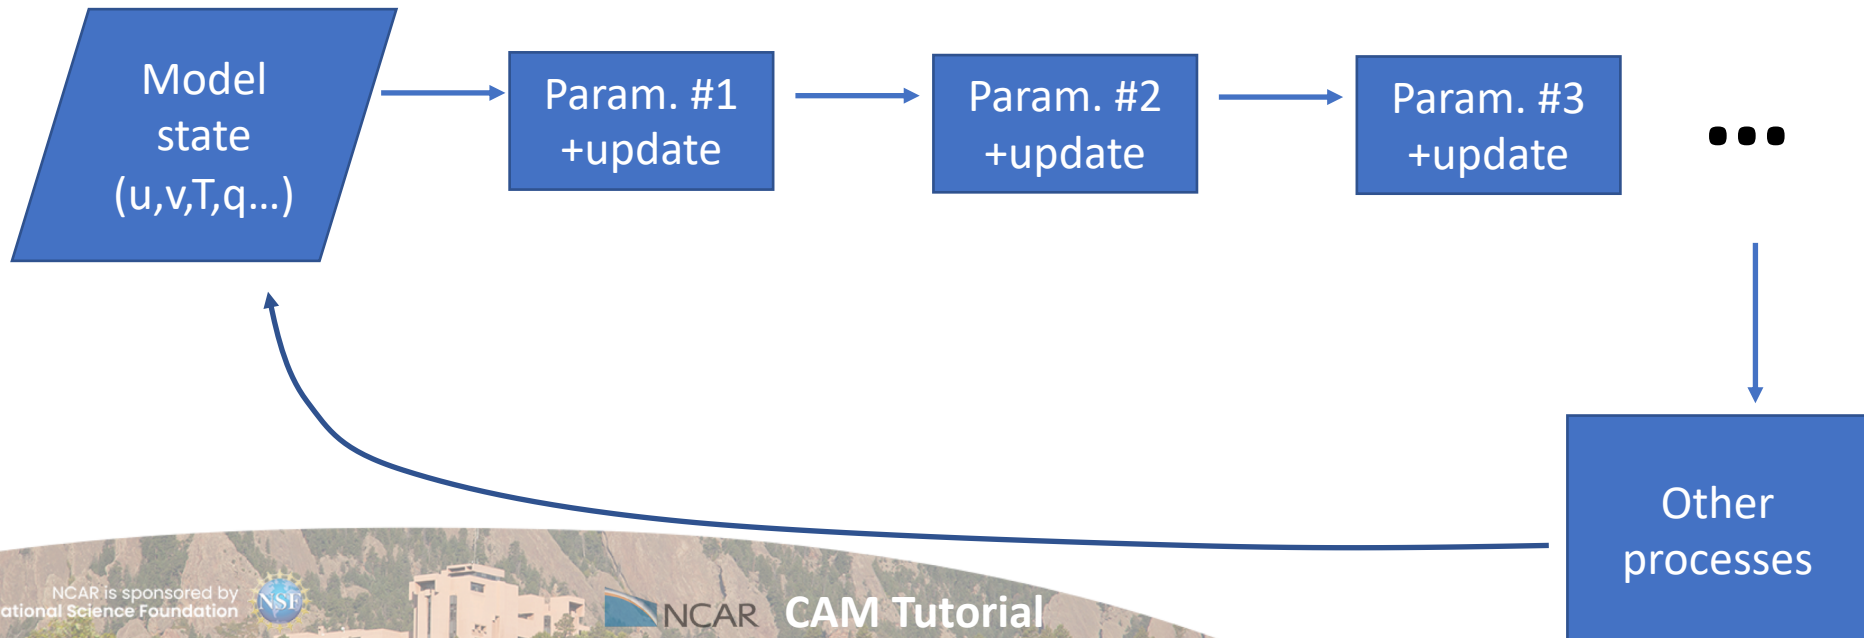 Model
state
(u,v,T,q...)
Param. #1
+update
Param. #2
+update
Param. #3
+update
...
Other
processes
NCAR is sponsored by
ational Science Foundation
NSF
NCAR
CAM Tutorial